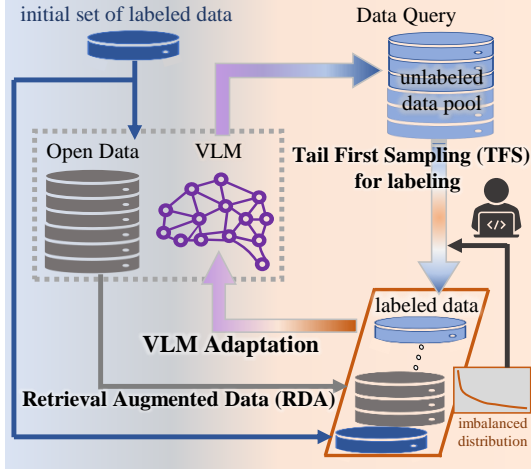 initial set of labeled data
Data Query
unlabeled
data pool
Open Data
VLM
Tail First Sampling (TFS)
for labeling
</>
labeled data
VLM Adaptation
Retrieval Augmented Data (RDA)
imbalanced
distribution